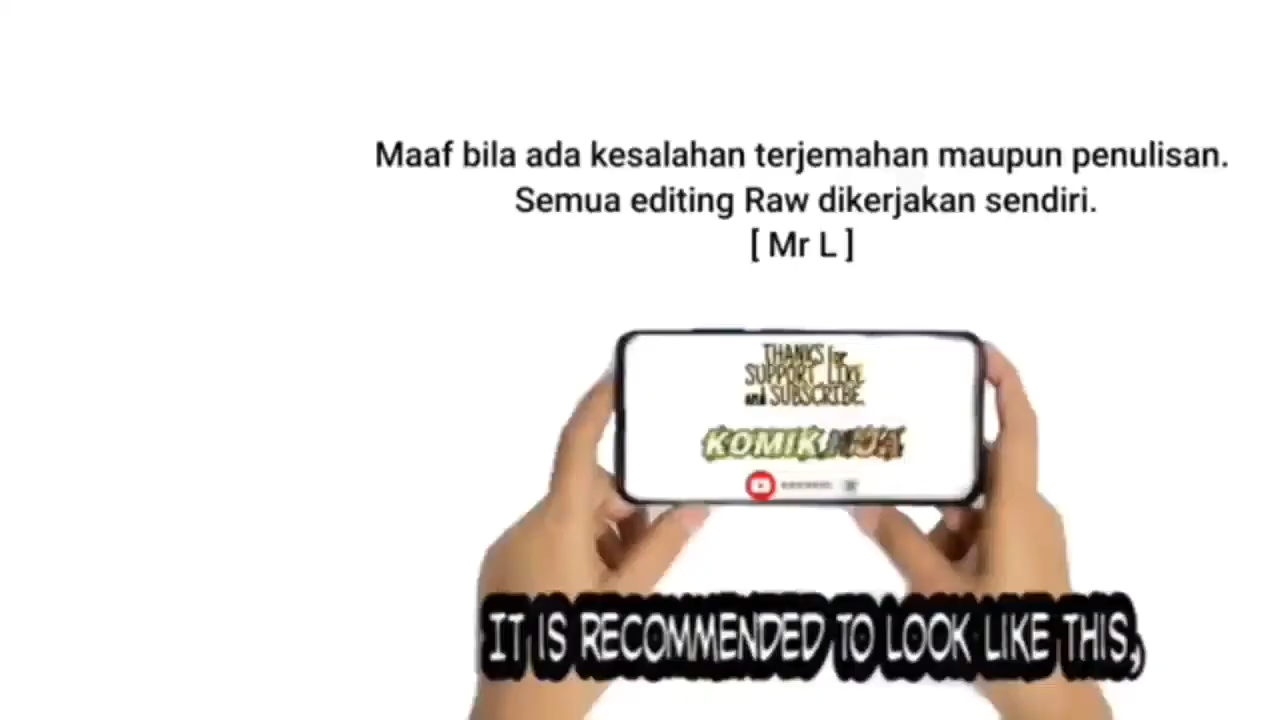 Maaf bila ada kesalahan terjemahan maupun penulisan.
Semua editing Raw dikerjakan sendiri.
[ Mr L ]
THANKS for
SUPPORT LIKE
and SUBSCRIBE.
KOMIK
IT IS RECOMMENDED TO LOOK LIKE THIS,